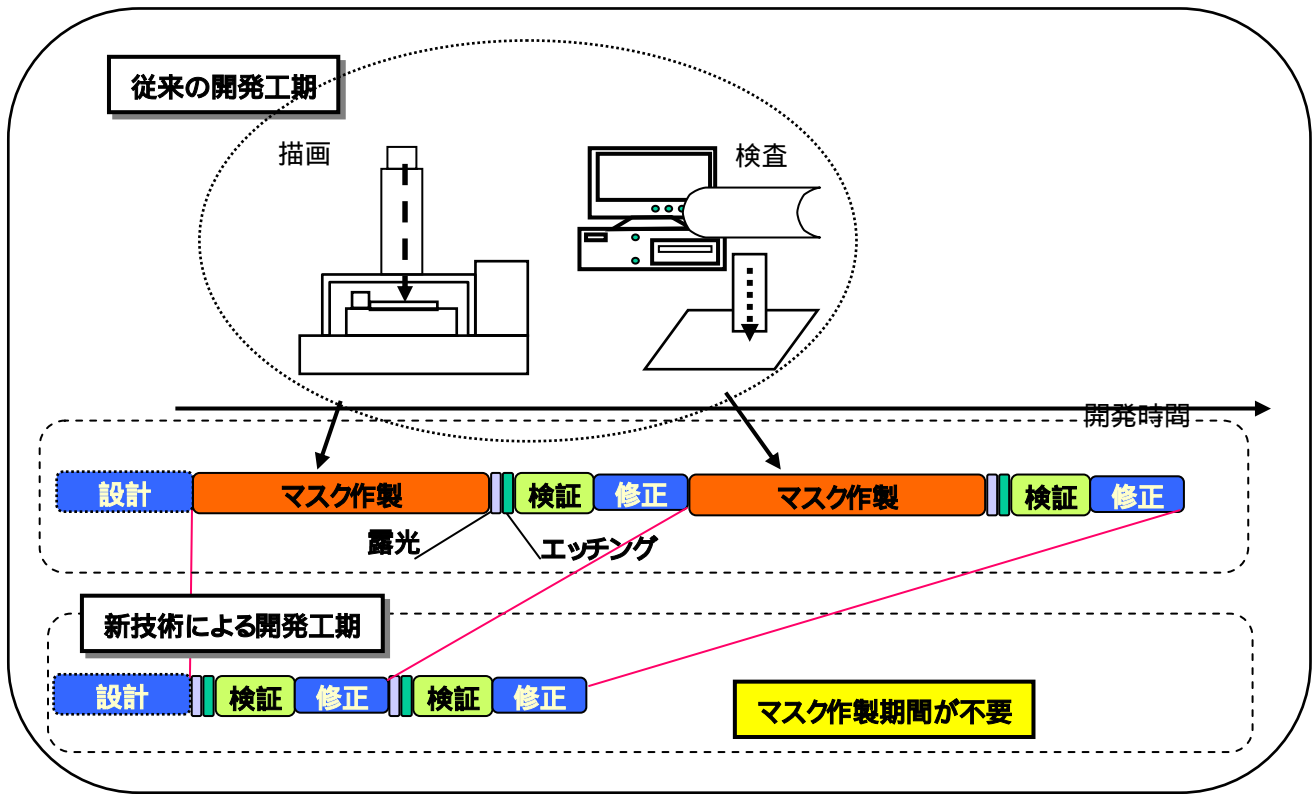 従来の開発工期
描画
検査
開発時間
設計
マスク作製
検証
修正
マスク作製
検証
修正
露光
エッチング
新技術による開発工期
設計
検証
修正
検証
修正
マスク作製期間が不要